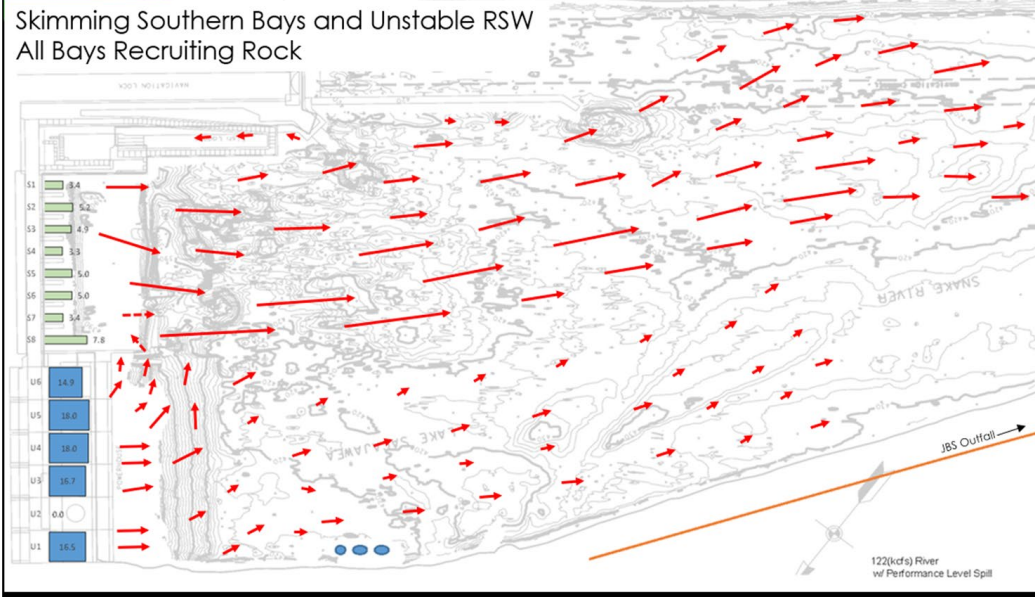 Skimming Southern Bays and Unstable RSW
All Bays Recruiting Rock
NAVIGATION LOCK
S1 3.4
S2 5.2
S3 4.9
S4 3.3
S5 5.0
S6 5.0
S7 3.4
S8 7.8
SNAKE RIVER
U6 14.9
U5 18.0
U4 18.0
U3 16.7
U2 0.0
U1 16.5
JBS Outfall
122(kcfs) River
w/ Performance Level Spill